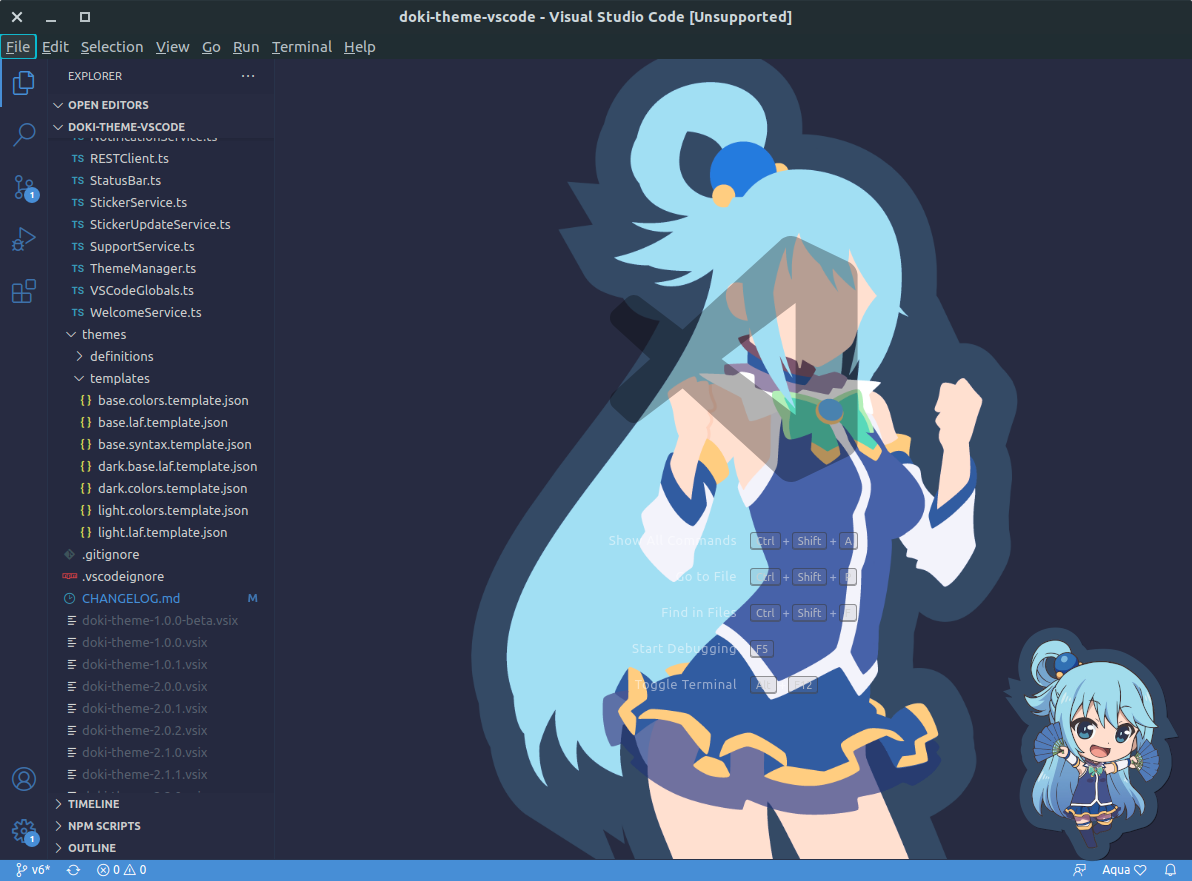 doki-theme-vscode - Visual Studio Code [Unsupported]
File Edit Selection View Go Run Terminal Help
EXPLORER ...
OPEN EDITORS
DOKI-THEME-VSCODE
TS NotificationService.ts
TS RESTClient.ts
TS StatusBar.ts
TS StickerService.ts
TS StickerUpdateService.ts
TS SupportService.ts
TS ThemeManager.ts
TS VSCodeGlobals.ts
TS WelcomeService.ts
themes
definitions
templates
{} base.colors.template.json
{} base.laf.template.json
{} base.syntax.template.json
{} dark.base.laf.template.json
{} dark.colors.template.json
{} light.colors.template.json
{} light.laf.template.json
.gitignore
.vscodeignore
CHANGELOG.md M
doki-theme-1.0.0-beta.vsix
doki-theme-1.0.0.vsix
doki-theme-1.0.1.vsix
doki-theme-2.0.0.vsix
doki-theme-2.0.1.vsix
doki-theme-2.0.2.vsix
doki-theme-2.1.0.vsix
doki-theme-2.1.1.vsix
TIMELINE
NPM SCRIPTS
OUTLINE
1
1
Show All Commands Ctrl + Shift + A
Go to File Ctrl + Shift +
Find in Files Ctrl + Shift +
Start Debugging F5
Toggle Terminal Alt F12
v6* 0 0 Aqua♡